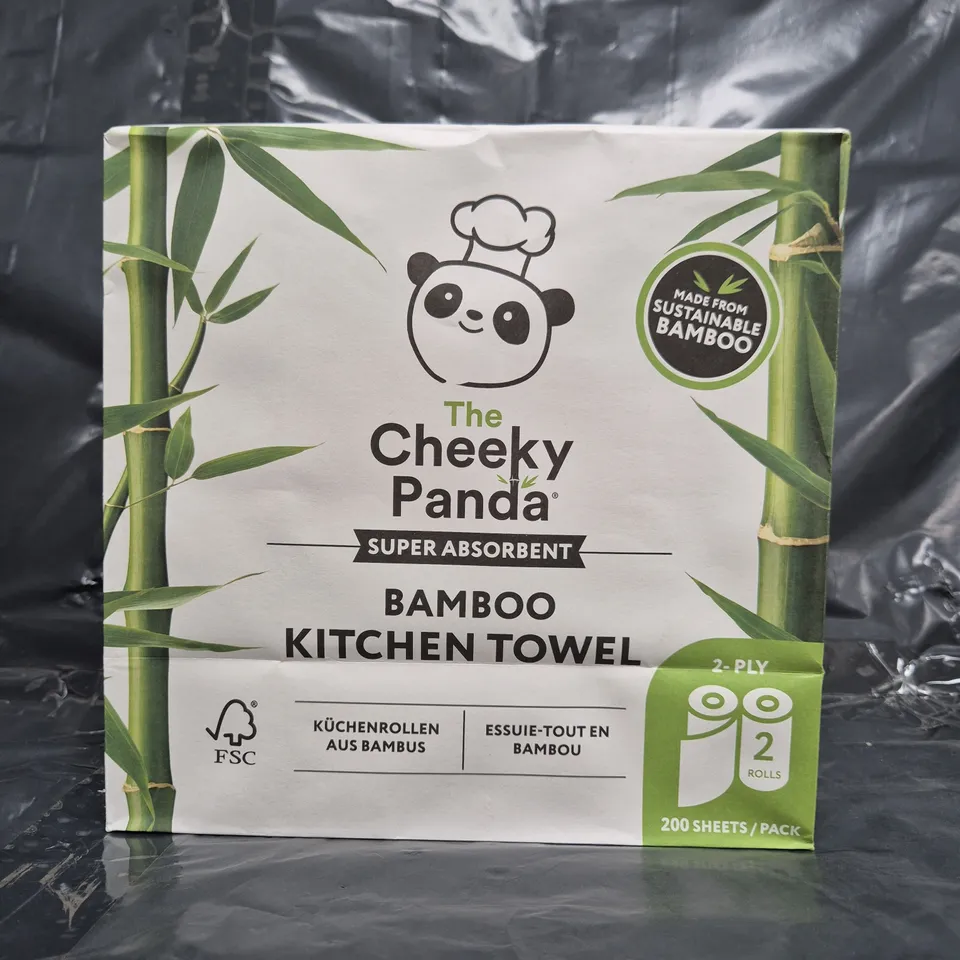 MADE FROM
SUSTAINABLE
BAMBOO
The
Cheeky
Panda®
SUPER ABSORBENT
BAMBOO
KITCHEN TOWEL
2- PLY
®
FSC
KÜCHENROLLEN
AUS BAMBUS
ESSUIE-TOUT EN
BAMBOU
2
ROLLS
200 SHEETS / PACK